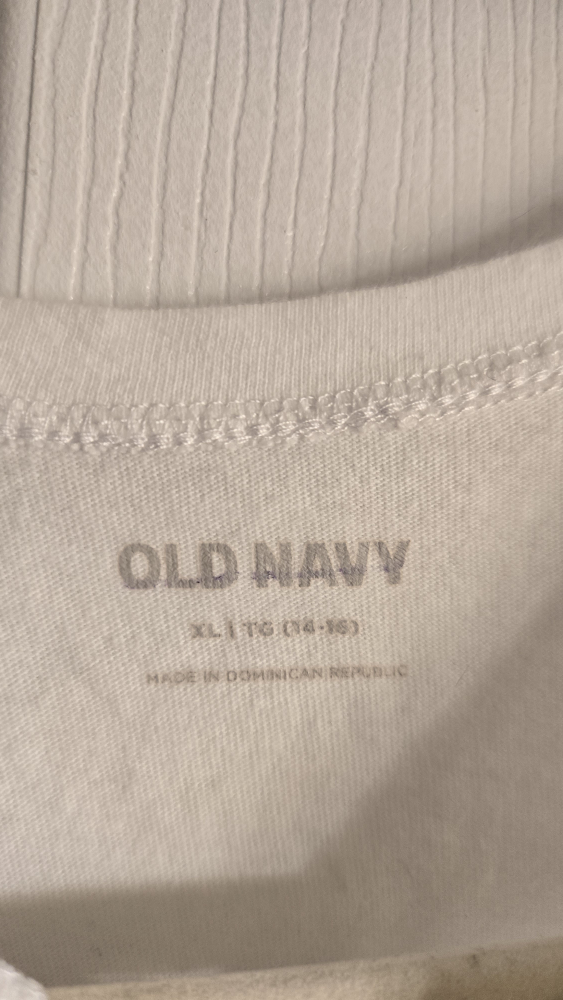 OLD NAVY
XL | TG (14-16)
MADE IN DOMINICAN REPUBLIC